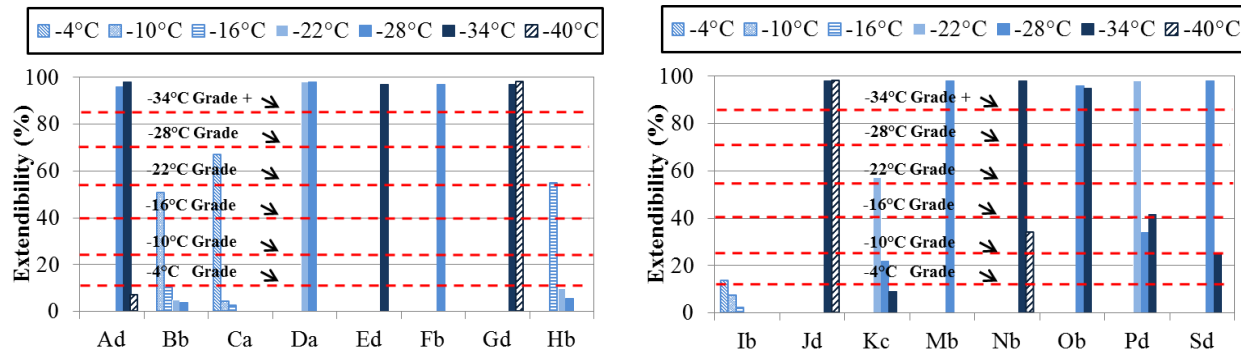 -4°C -10°C -16°C -22°C -28°C -34°C -40°C
Extendibility (%)
100
80
60
40
20
0
-34°C Grade +
-28°C Grade
-22°C Grade
-16°C Grade
-10°C Grade
-4°C Grade
Ad Bb Ca Da Ed Fb Gd Hb
-4°C -10°C -16°C -22°C -28°C -34°C -40°C
Extendibility (%)
100
80
60
40
20
0
-34°C Grade +
-28°C Grade
-22°C Grade
-16°C Grade
-10°C Grade
-4°C Grade
Ib Jd Kc Mb Nb Ob Pd Sd